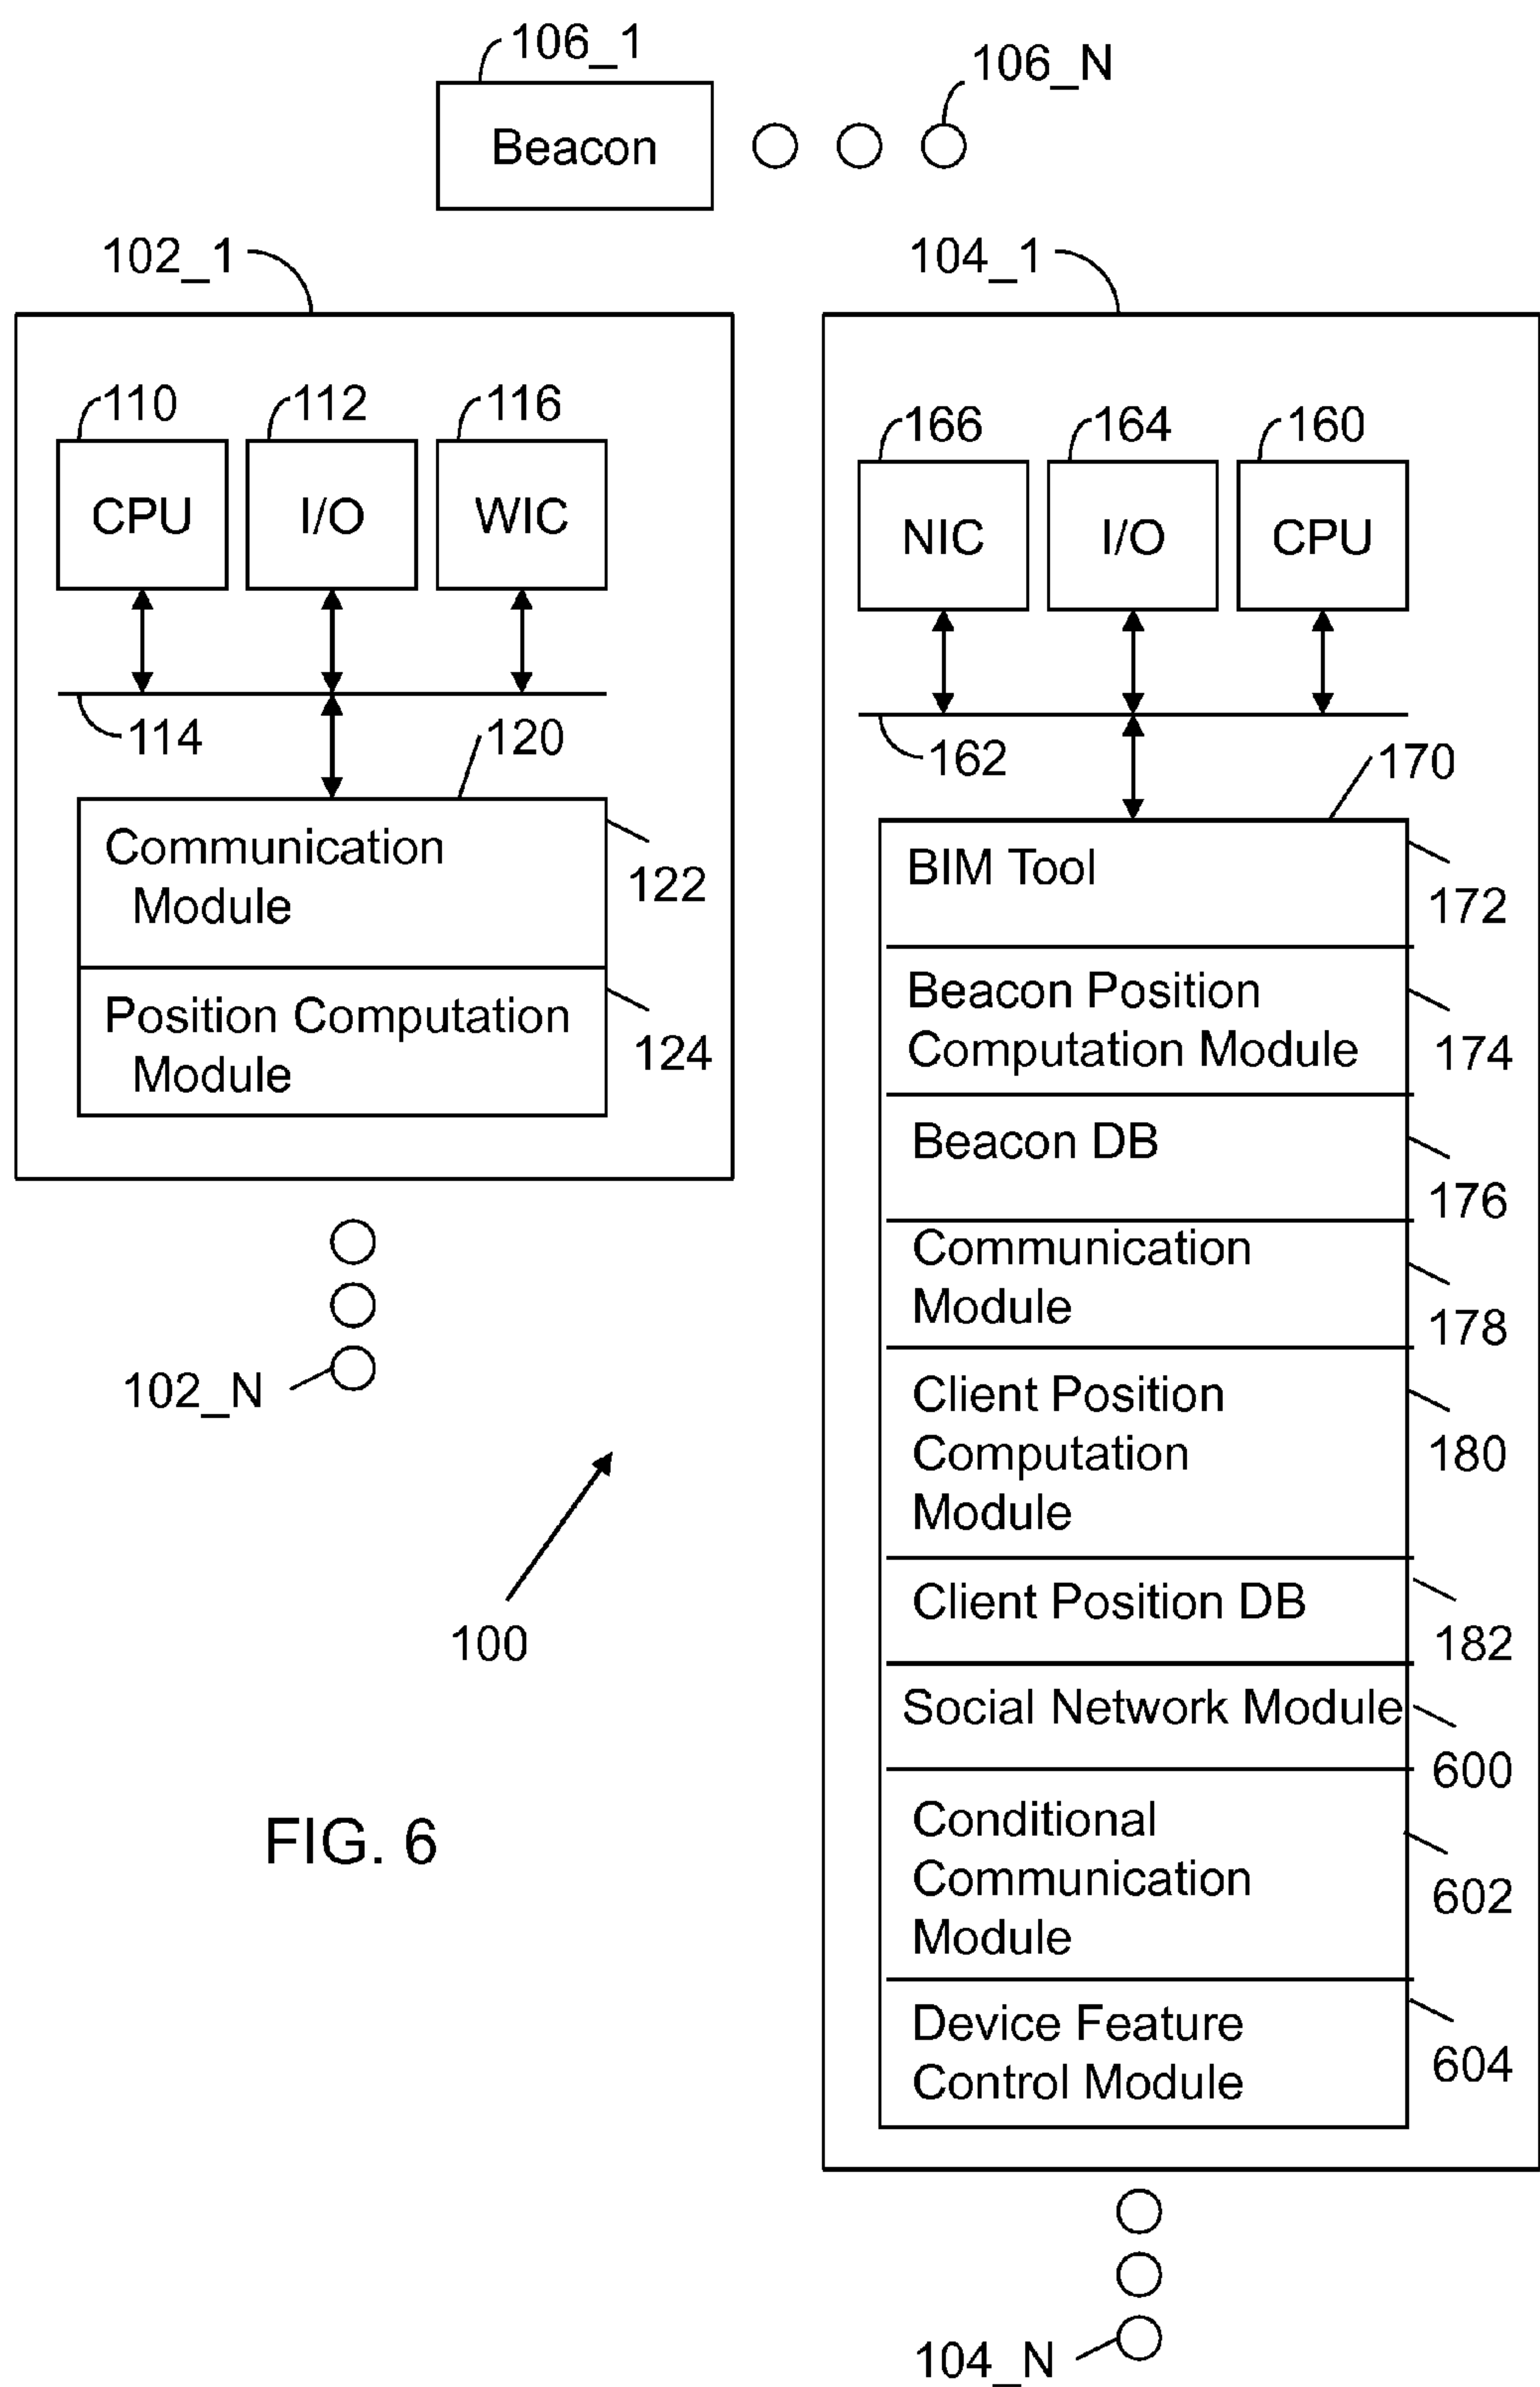 106_1
106_N
Beacon
102_1
104_1
110
112
116
CPU
I/O
WIC
114
120
Communication
Module
122
Position Computation
Module
124
102_N
100
FIG. 6
166
164
160
NIC
I/O
CPU
162
170
BIM Tool
172
Beacon Position
Computation Module
174
Beacon DB
176
Communication
Module
178
Client Position
Computation
Module
180
Client Position DB
182
Social Network Module
600
Conditional
Communication
Module
602
Device Feature
Control Module
604
104_N